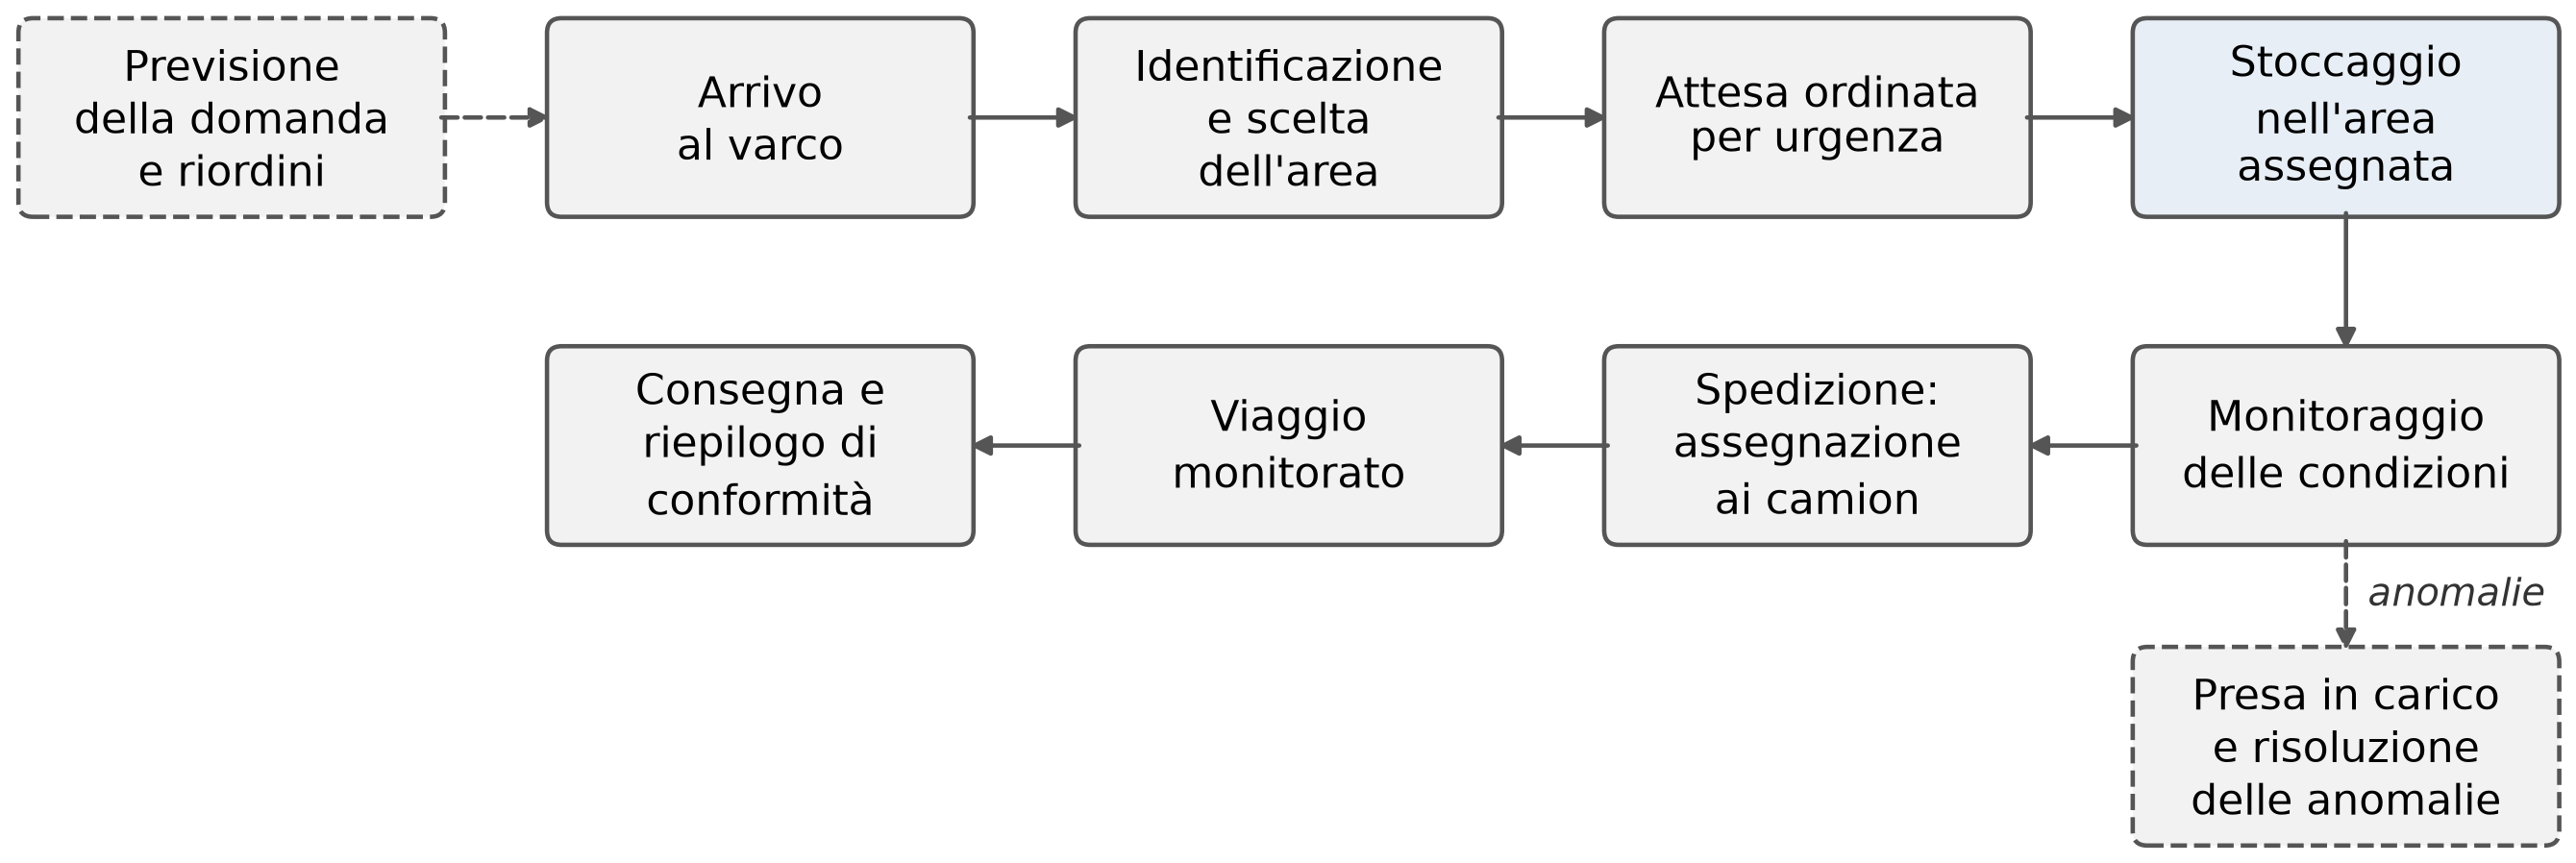 Previsione
della domanda
e riordini
Arrivo
al varco
Identificazione
e scelta
dell'area
Attesa ordinata
per urgenza
Stoccaggio
nell'area
assegnata
Consegna e
riepilogo di
conformità
Viaggio
monitorato
Spedizione:
assegnazione
ai camion
Monitoraggio
delle condizioni
anomalie
Presa in carico
e risoluzione
delle anomalie